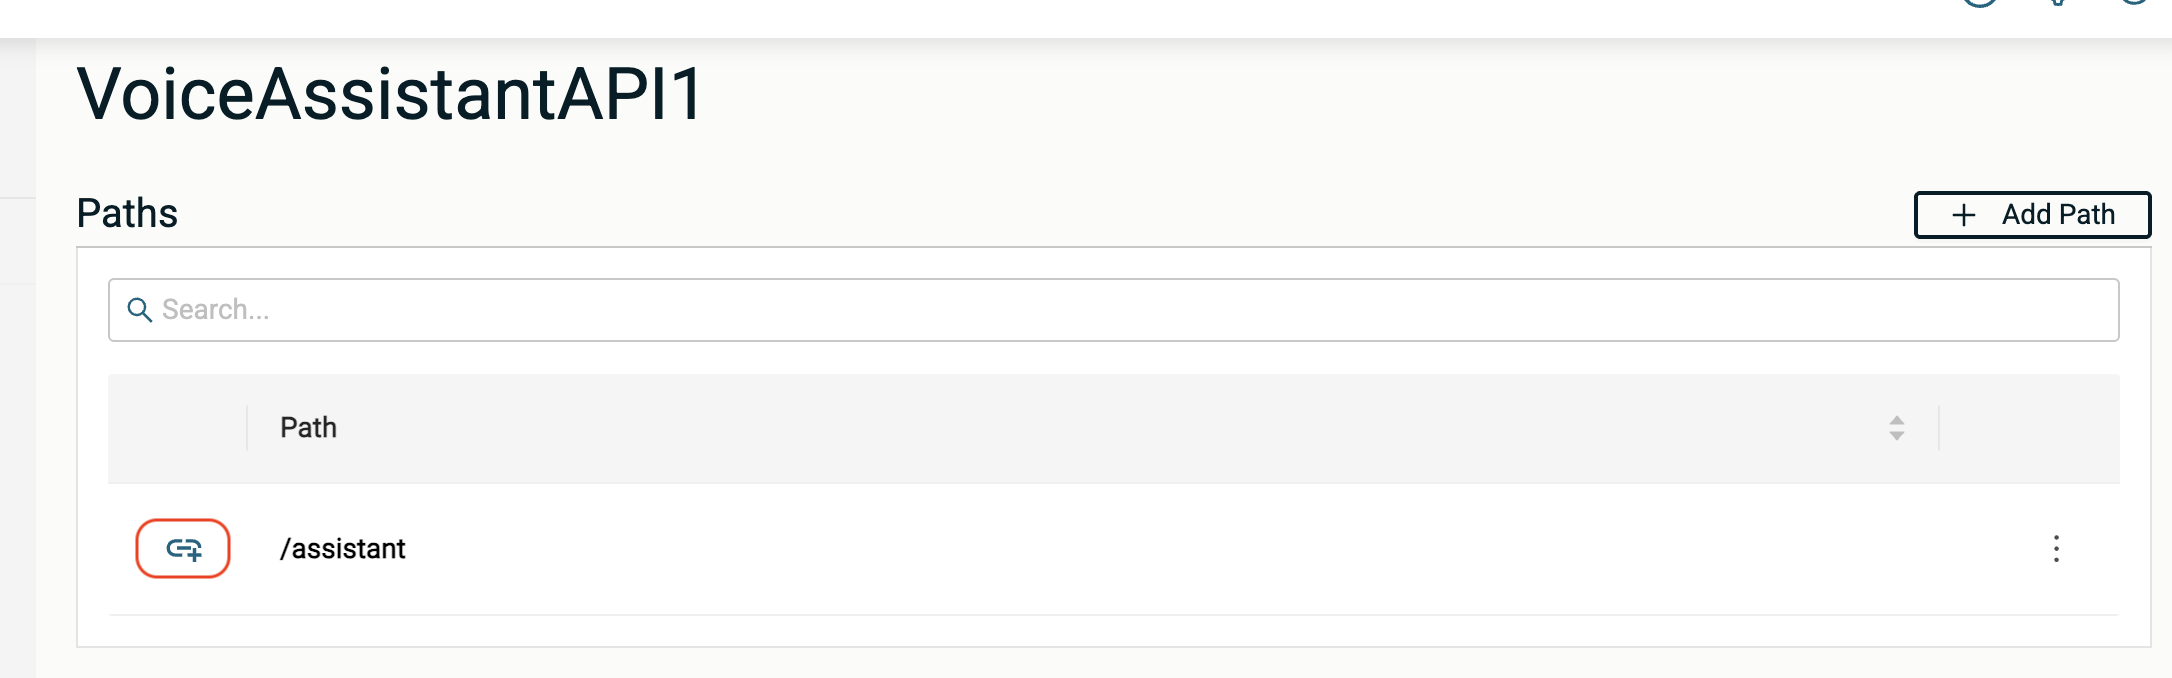 VoiceAssistantAPI1
Paths
Add Path
Search...
Path
/assistant